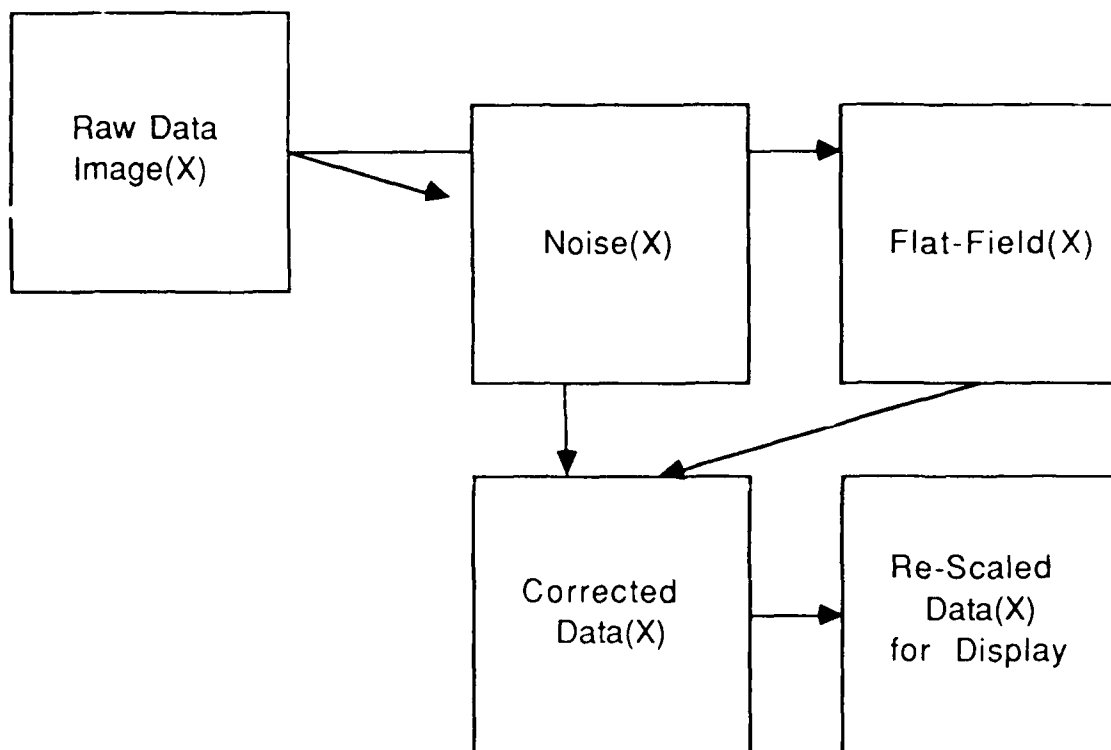 Raw Data
Image(X)
Noise(X)
Flat-Field(X)
Corrected
Data(X)
Re-Scaled
Data(X)
for Display